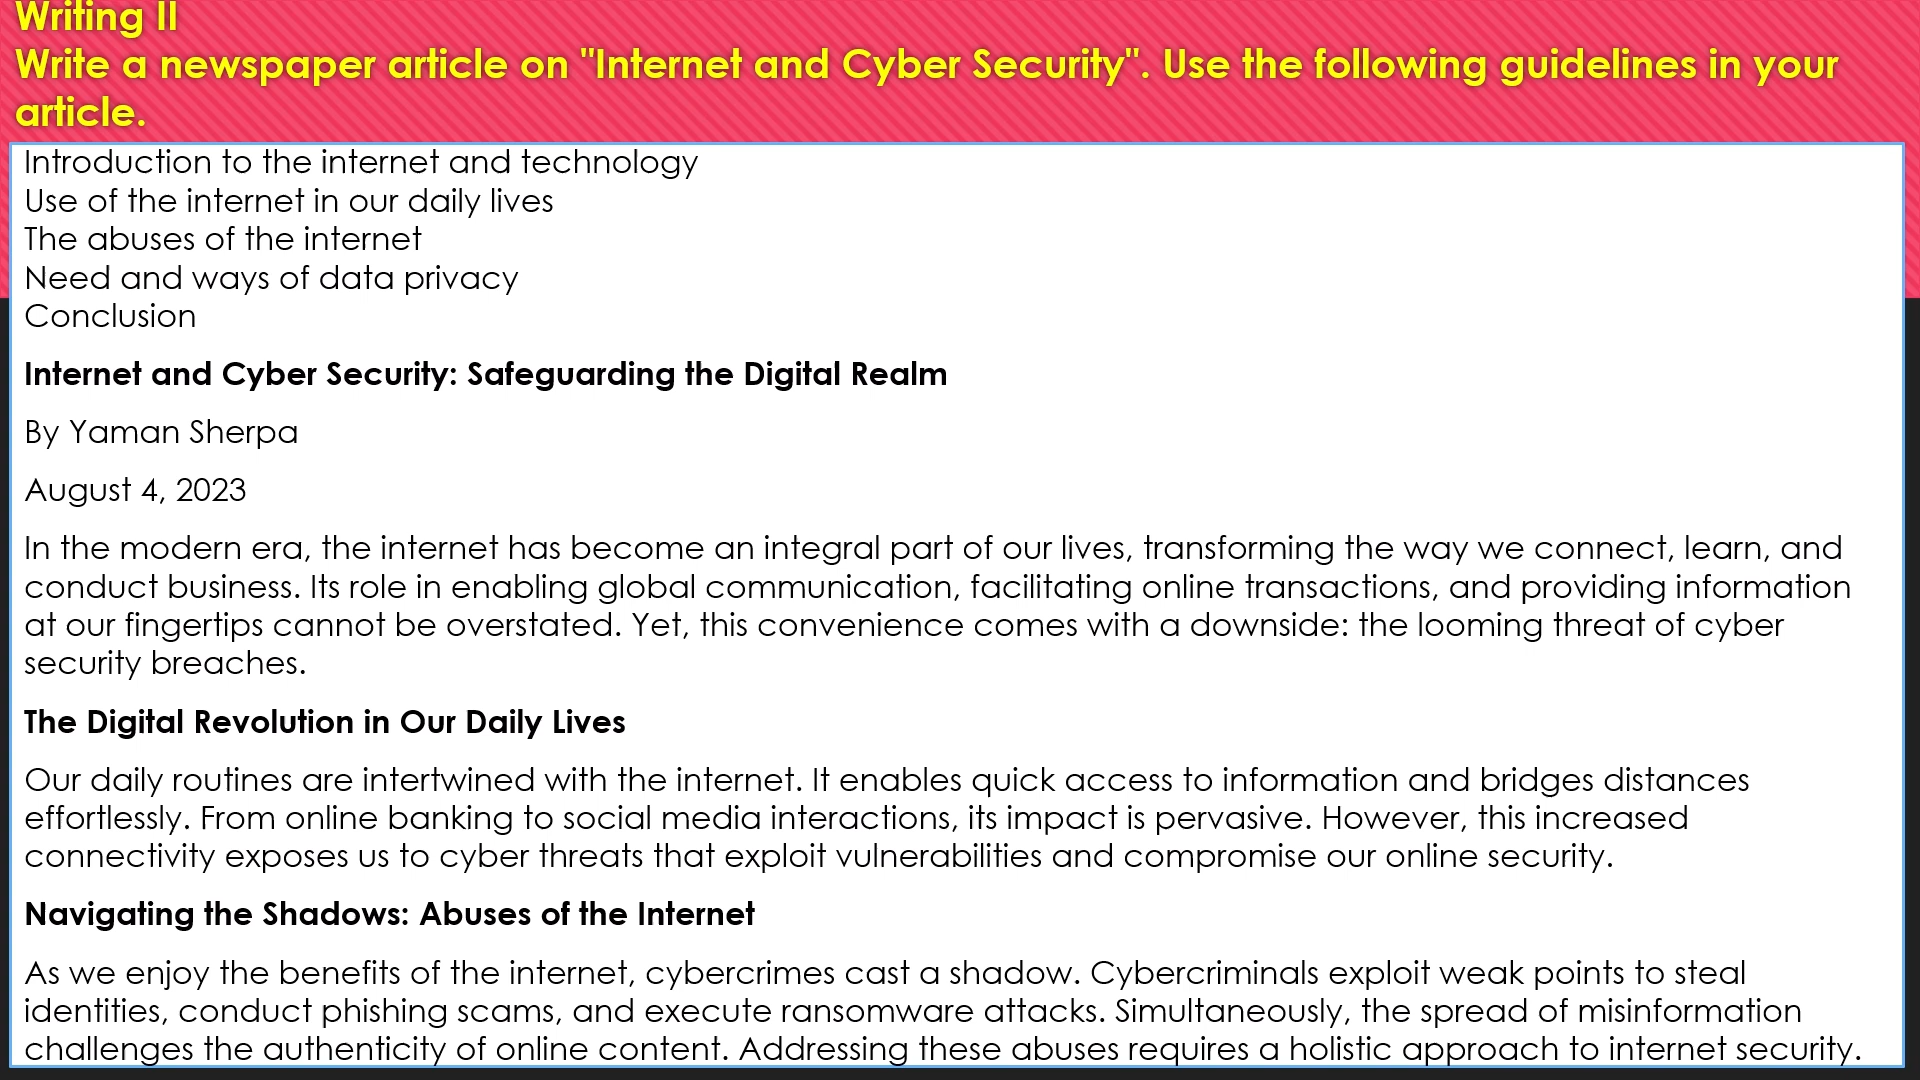 Writing II
Write a newspaper article on "Internet and Cyber Security". Use the following guidelines in your
article.
Introduction to the internet and technology
Use of the internet in our daily lives
The abuses of the internet
Need and ways of data privacy
Conclusion
Internet and Cyber Security: Safeguarding the Digital Realm
By Yaman Sherpa
August 4, 2023
In the modern era, the internet has become an integral part of our lives, transforming the way we connect, learn, and
conduct business. Its role in enabling global communication, facilitating online transactions, and providing information
at our fingertips cannot be overstated. Yet, this convenience comes with a downside: the looming threat of cyber
security breaches.
The Digital Revolution in Our Daily Lives
Our daily routines are intertwined with the internet. It enables quick access to information and bridges distances
effortlessly. From online banking to social media interactions, its impact is pervasive. However, this increased
connectivity exposes us to cyber threats that exploit vulnerabilities and compromise our online security.
Navigating the Shadows: Abuses of the Internet
As we enjoy the benefits of the internet, cybercrimes cast a shadow. Cybercriminals exploit weak points to steal
identities, conduct phishing scams, and execute ransomware attacks. Simultaneously, the spread of misinformation
challenges the authenticity of online content. Addressing these abuses requires a holistic approach to internet security.